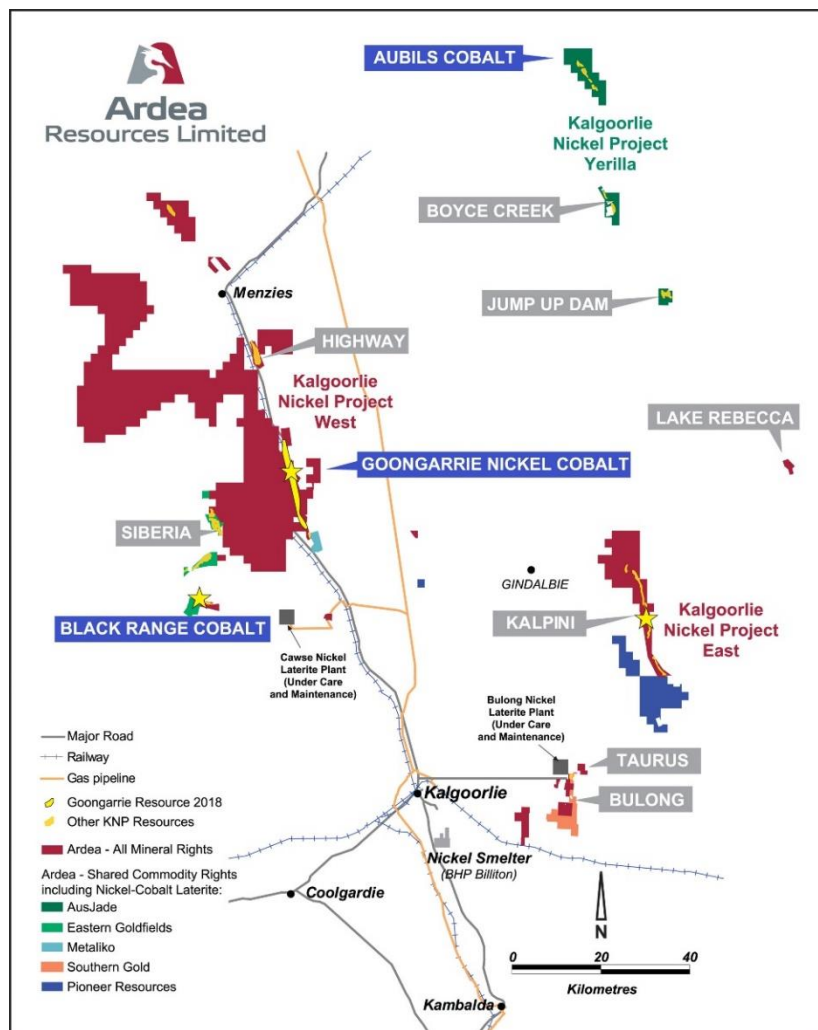 Ardea
Resources Limited
AUBILS COBALT
Kalgoorlie
Nickel Project
Yerilla
BOYCE CREEK
Menzies
JUMP UP DAM
HIGHWAY
Kalgoorlie
Nickel Project
West
LAKE REBECCA
GOONGARRIE NICKEL COBALT
SIBERIA
GINDALBIE
KALPINI
Kalgoorlie
Nickel Project
East
BLACK RANGE COBALT
Cawse Nickel
Laterite Plant
(Under Care
and Maintenance)
Bulong Nickel
Laterite Plant
(Under Care
and Maintenance)
TAURUS
BULONG
Kalgoorlie
Nickel Smelter
(BHP Billiton)
Coolgardie
Kambalda
Major Road
Railway
Gas pipeline
Goongarrie Resource 2018
Other KNP Resources
Ardea - All Mineral Rights
Ardea - Shared Commodity Rights
including Nickel-Cobalt Laterite:
AusJade
Eastern Goldfields
Metaliko
Southern Gold
Pioneer Resources
N
0 20 40
Kilometres